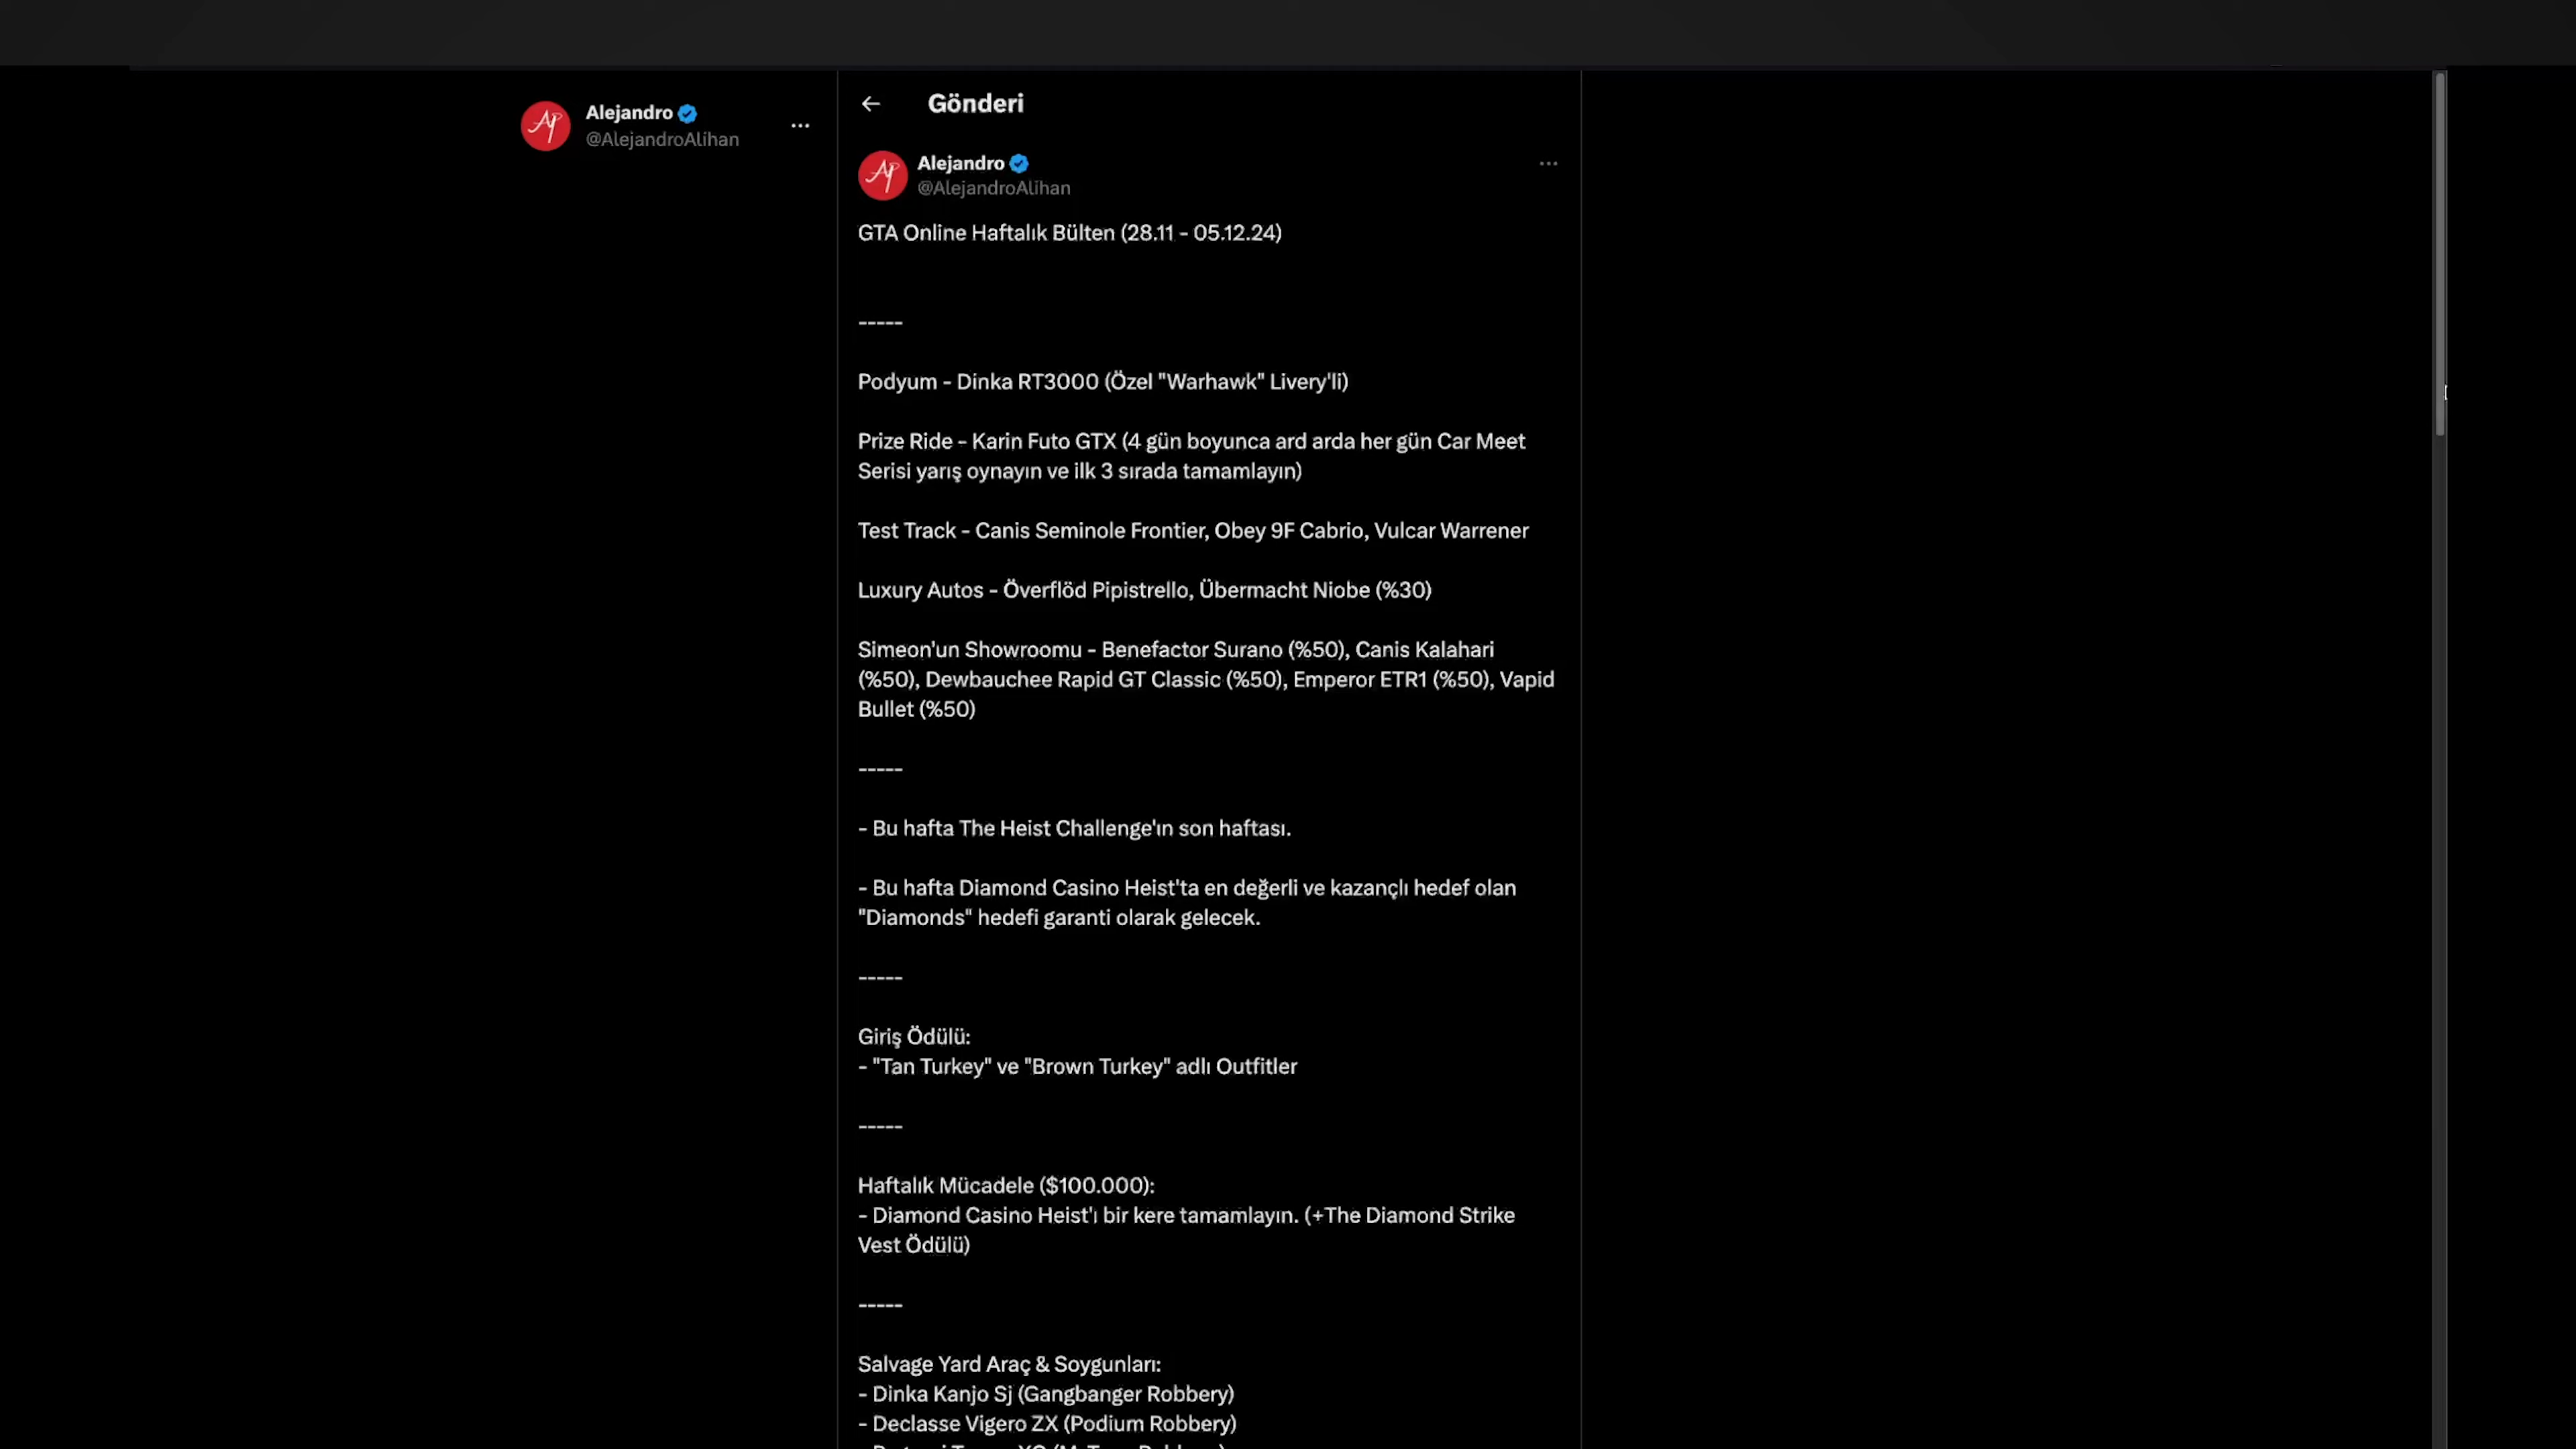 Alejandro
@AlejandroAlihan
Gönderi
Alejandro
@AlejandroAlihan
GTA Online Haftalık Bülten (28.11 - 05.12.24)
-----
Podyum - Dinka RT3000 (Özel "Warhawk" Livery'li)
Prize Ride - Karin Futo GTX (4 gün boyunca ard arda her gün Car Meet
Serisi yarış oynayın ve ilk 3 sırada tamamlayın)
Test Track - Canis Seminole Frontier, Obey 9F Cabrio, Vulcar Warrener
Luxury Autos - Överflöd Pipistrello, Übermacht Niobe (%30)
Simeon'un Showroomu - Benefactor Surano (%50), Canis Kalahari
(%50), Dewbauchee Rapid GT Classic (%50), Emperor ETR1 (%50), Vapid
Bullet (%50)
-----
- Bu hafta The Heist Challenge'ın son haftası.
- Bu hafta Diamond Casino Heist'ta en değerli ve kazançlı hedef olan
"Diamonds" hedefi garanti olarak gelecek.
-----
Giriş Ödülü:
- "Tan Turkey" ve "Brown Turkey" adlı Outfitler
-----
Haftalık Mücadele ($100.000):
- Diamond Casino Heist'ı bir kere tamamlayın. (+The Diamond Strike
Vest Ödülü)
-----
Salvage Yard Araç & Soygunları:
- Dinka Kanjo Sj (Gangbanger Robbery)
- Declasse Vigero ZX (Podium Robbery)